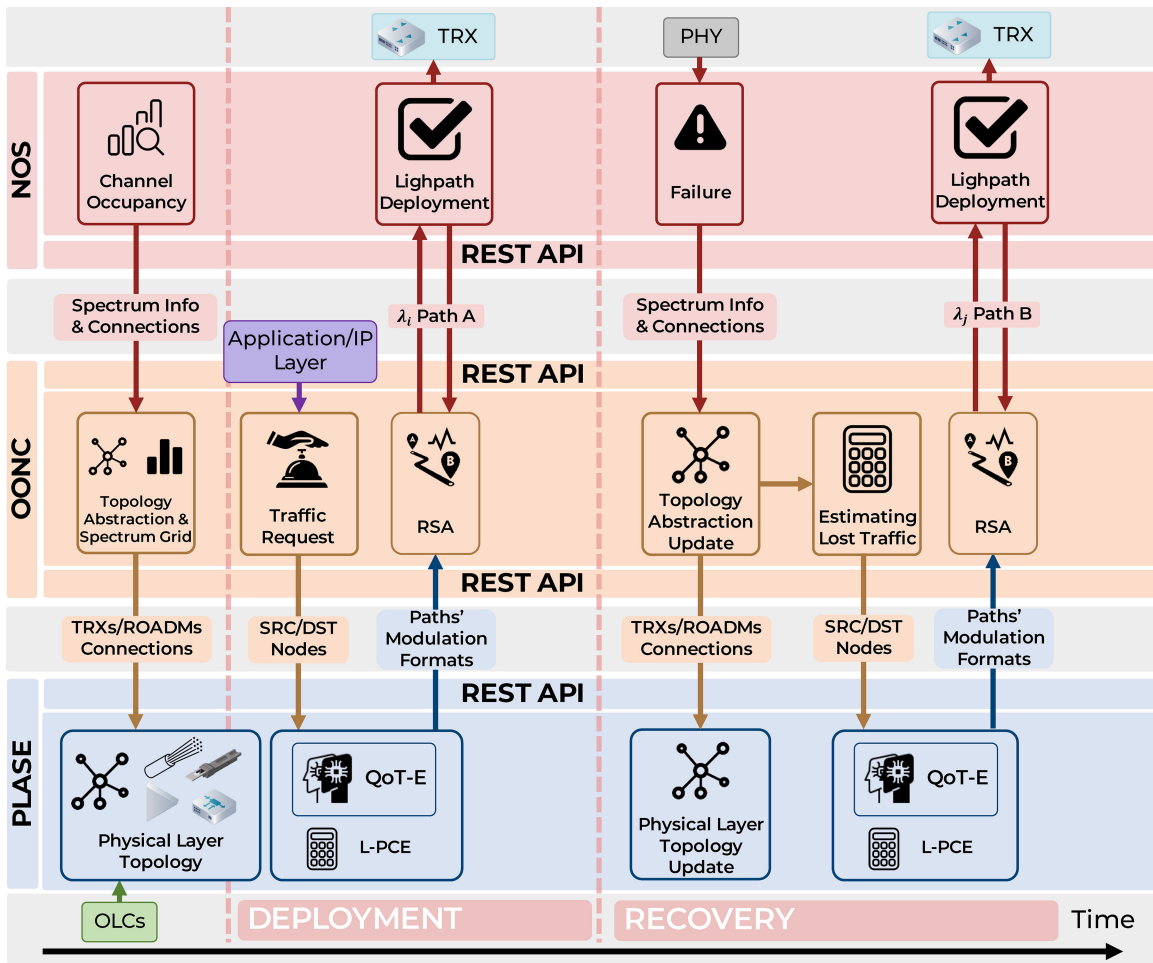 TRX
PHY
TRX
NOS
Channel
Occupancy
Lighpath
Deployment
Failure
Lighpath
Deployment
REST API
Spectrum Info
& Connections
λi Path A
Spectrum Info
& Connections
λj Path B
Application/IP
Layer
REST API
OONC
Topology
Abstraction &
Spectrum Grid
Traffic
Request
A
B
RSA
Topology
Abstraction
Update
Estimating
Lost Traffic
A
B
RSA
REST API
TRXs/ROADMs
Connections
SRC/DST
Nodes
Paths'
Modulation
Formats
TRXs/ROADMs
Connections
SRC/DST
Nodes
Paths'
Modulation
Formats
REST API
PLASE
Physical Layer
Topology
QoT-E
L-PCE
Physical Layer
Topology
Update
QoT-E
L-PCE
OLCs
DEPLOYMENT
RECOVERY
Time